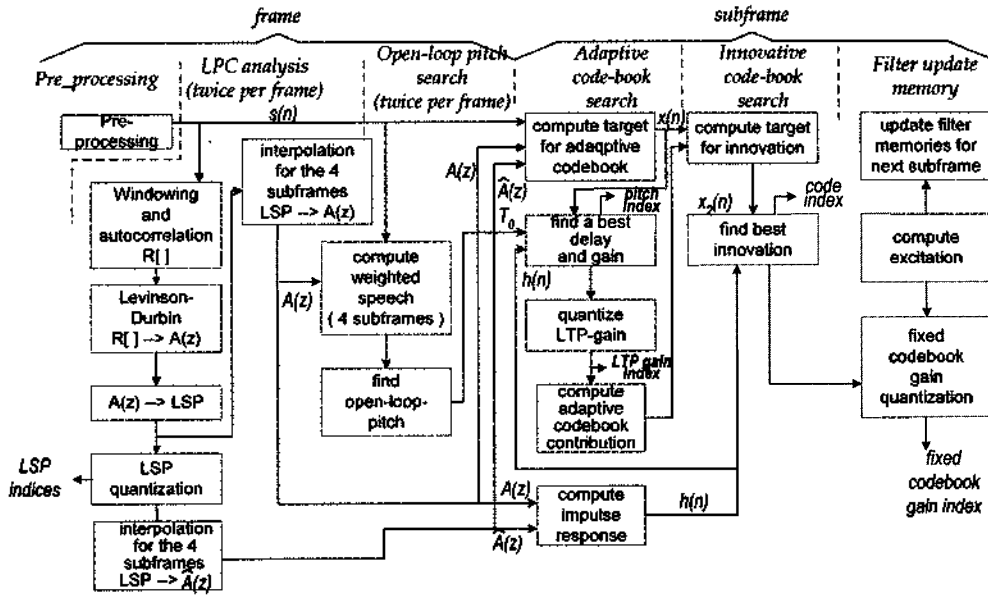 frame
subframe
Pre_processing
LPC analysis
(twice per frame)
Open-loop pitch
search
(twice per frame)
Adaptive
code-book
search
Innovative
code-book search
Filter update
memory
Pre-
processing
s(n)
Windowing and
autocorrelation
R[ ]
Levinson-
Durbin
R[ ] --> A(z)
A(z) --> LSP
LSP
indices
LSP
quantization
interpolation
for the 4
subframes
LSP --> Â(z)
interpolation
for the 4
subframes
LSP --> A(z)
A(z)
compute
weighted
speech
( 4 subframes )
find
open-loop-
pitch
A(z)
Â(z)
T0
compute target
for adaqptive
codebook
x(n)
pitch
index
find a best
delay
and gain
h(n)
quantize
LTP-gain
LTP gain
index
compute
adaptive
codebook
contribution
A(z)
Â(z)
compute
impulse
response
h(n)
compute target
for innovation
x2(n)
code
index
find best
innovation
update filter
memories for
next subframe
compute
excitation
fixed
codebook
gain
quantization
fixed
codebook
gain index